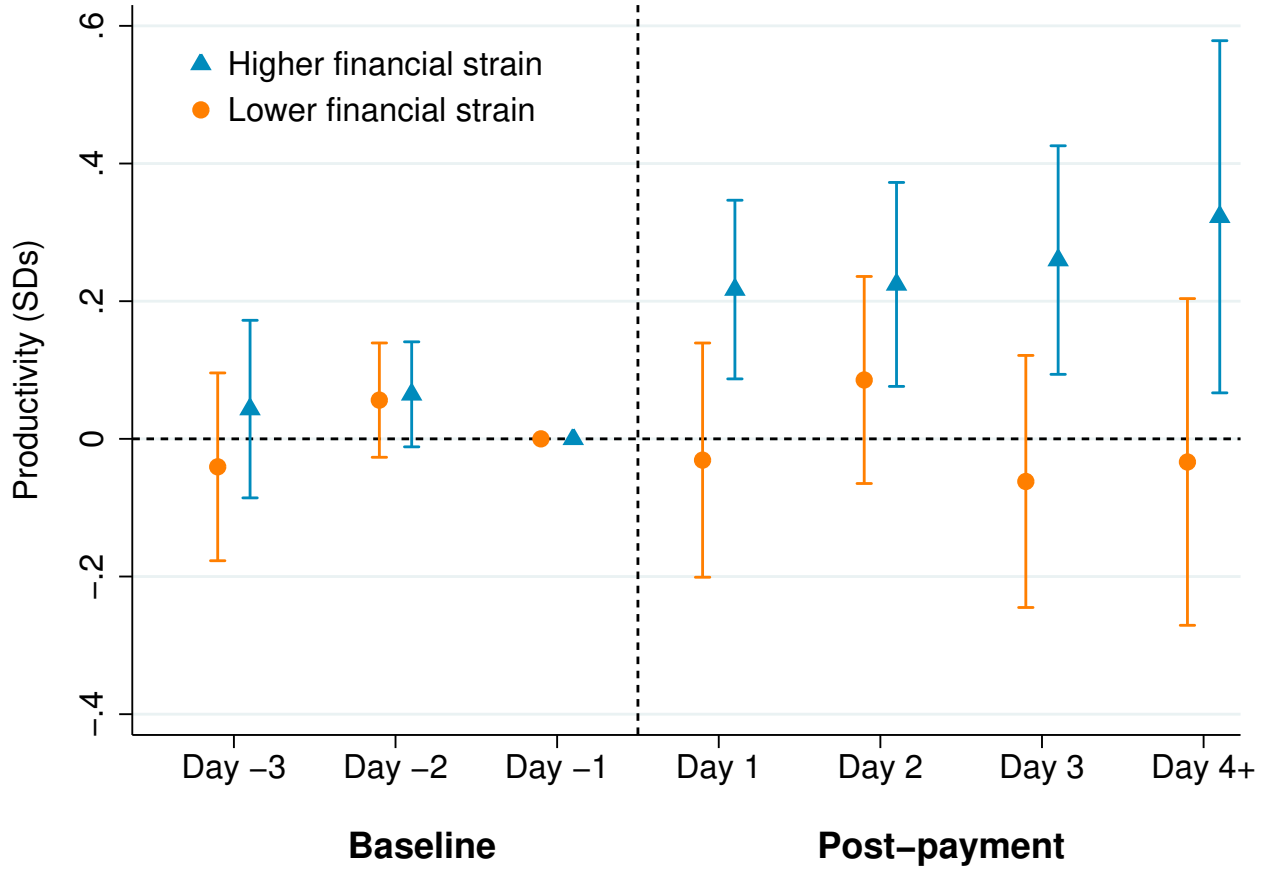 Productivity (SDs)
.6
.4
.2
0
−.2
−.4
Higher financial strain
Lower financial strain
Day −3 Day −2 Day −1 Day 1 Day 2 Day 3 Day 4+
Baseline Post−payment